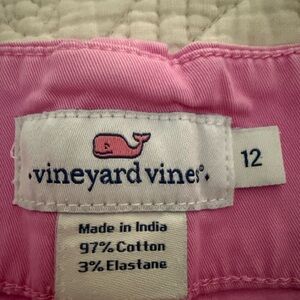 vineyard vines®
12
Made in India
97% Cotton
3% Elastane